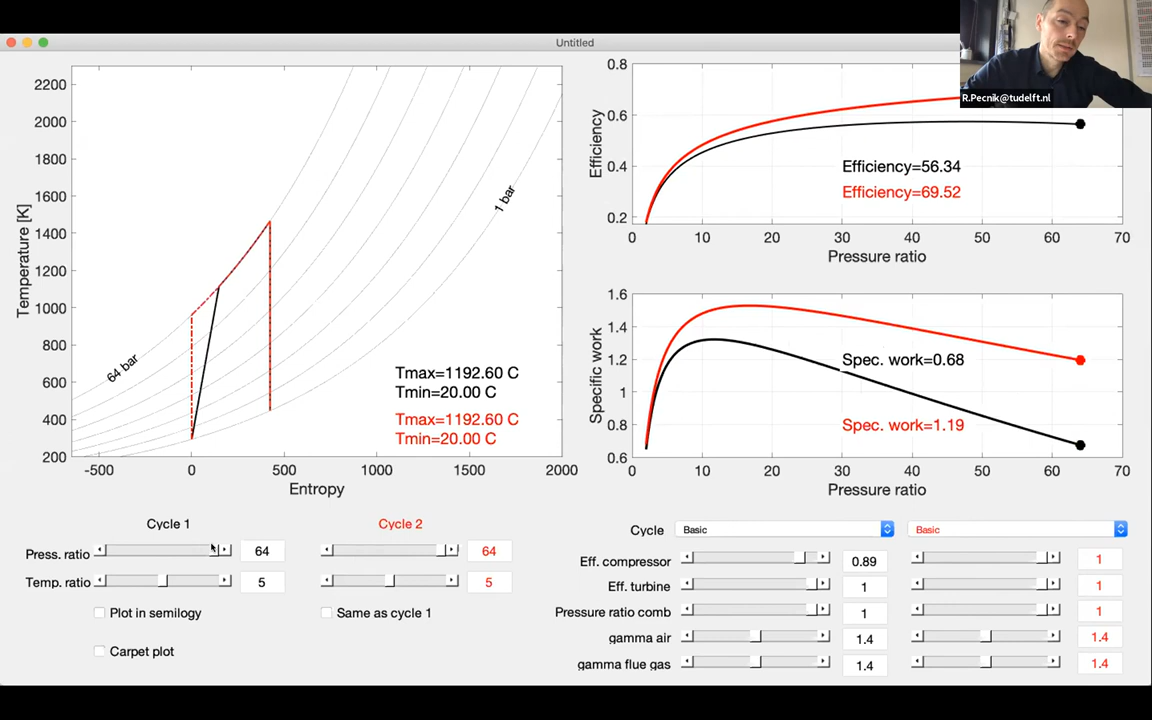 Untitled
R.Pecnik@tudelft.nl
2200
2000
1800
1600
1400
1200
1000
800
600
400
200
Temperature [K]
64 bar
1 bar
Tmax=1192.60 C
Tmin=20.00 C
Tmax=1192.60 C
Tmin=20.00 C
-500 0 500 1000 1500 2000
Entropy
0.8
0.6
0.4
0.2
Efficiency
Efficiency=56.34
Efficiency=69.52
0 10 20 30 40 50 60 70
Pressure ratio
1.6
1.4
1.2
1
0.8
0.6
Specific work
Spec. work=0.68
Spec. work=1.19
0 10 20 30 40 50 60 70
Pressure ratio
Cycle 1 Cycle 2
Press. ratio 64 64
Temp. ratio 5 5
Plot in semilogy Same as cycle 1
Carpet plot
Cycle Basic Basic
Eff. compressor 0.89 1
Eff. turbine 1 1
Pressure ratio comb 1 1
gamma air 1.4 1.4
gamma flue gas 1.4 1.4